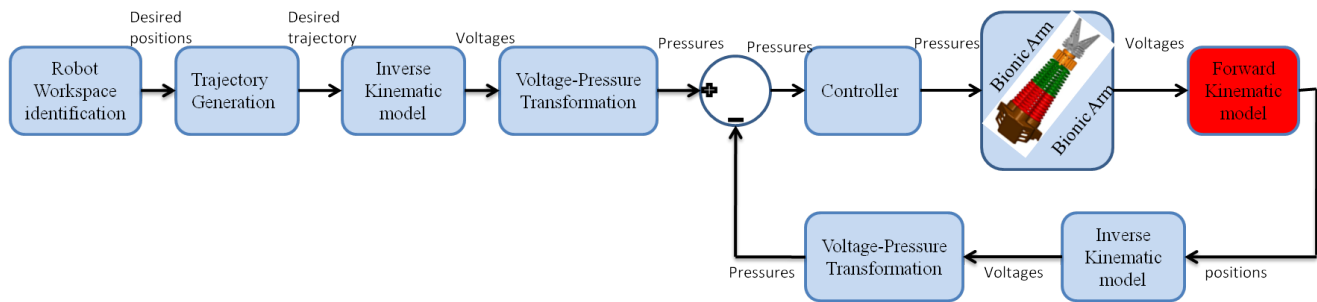 Desired
positions
Desired
trajectory
Voltages
Pressures
Pressures
Pressures
Voltages
Robot
Workspace
identification
Trajectory
Generation
Inverse
Kinematic
model
Voltage-Pressure
Transformation
+
-
Controller
Bionic Arm
Bionic Arm
Forward
Kinematic
model
Voltage-Pressure
Transformation
Inverse
Kinematic
model
Pressures
Voltages
positions